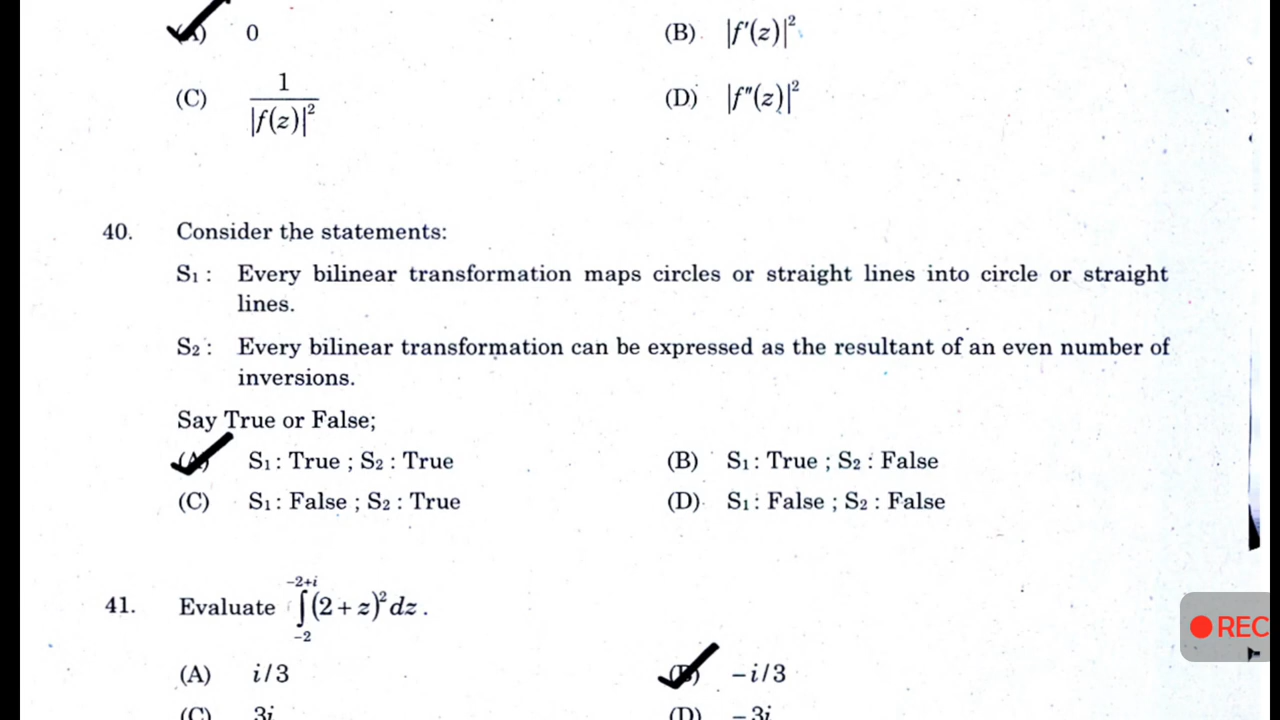 (A) 0 (B) |f'(z)|²
(C) 1/|f(z)|² (D) |f"(z)|²
40. Consider the statements:
S₁ : Every bilinear transformation maps circles or straight lines into circle or straight
lines.
S₂ : Every bilinear transformation can be expressed as the resultant of an even number of
inversions.
Say True or False;
(A) S₁ : True ; S₂ : True (B) S₁ : True ; S₂ : False
(C) S₁ : False ; S₂ : True (D) S₁ : False ; S₂ : False
41. Evaluate ∫₋₂⁻²⁺ⁱ (2 + z)² dz .
(A) i/3 (B) −i/3
(C) 3i (D) −3i
REC